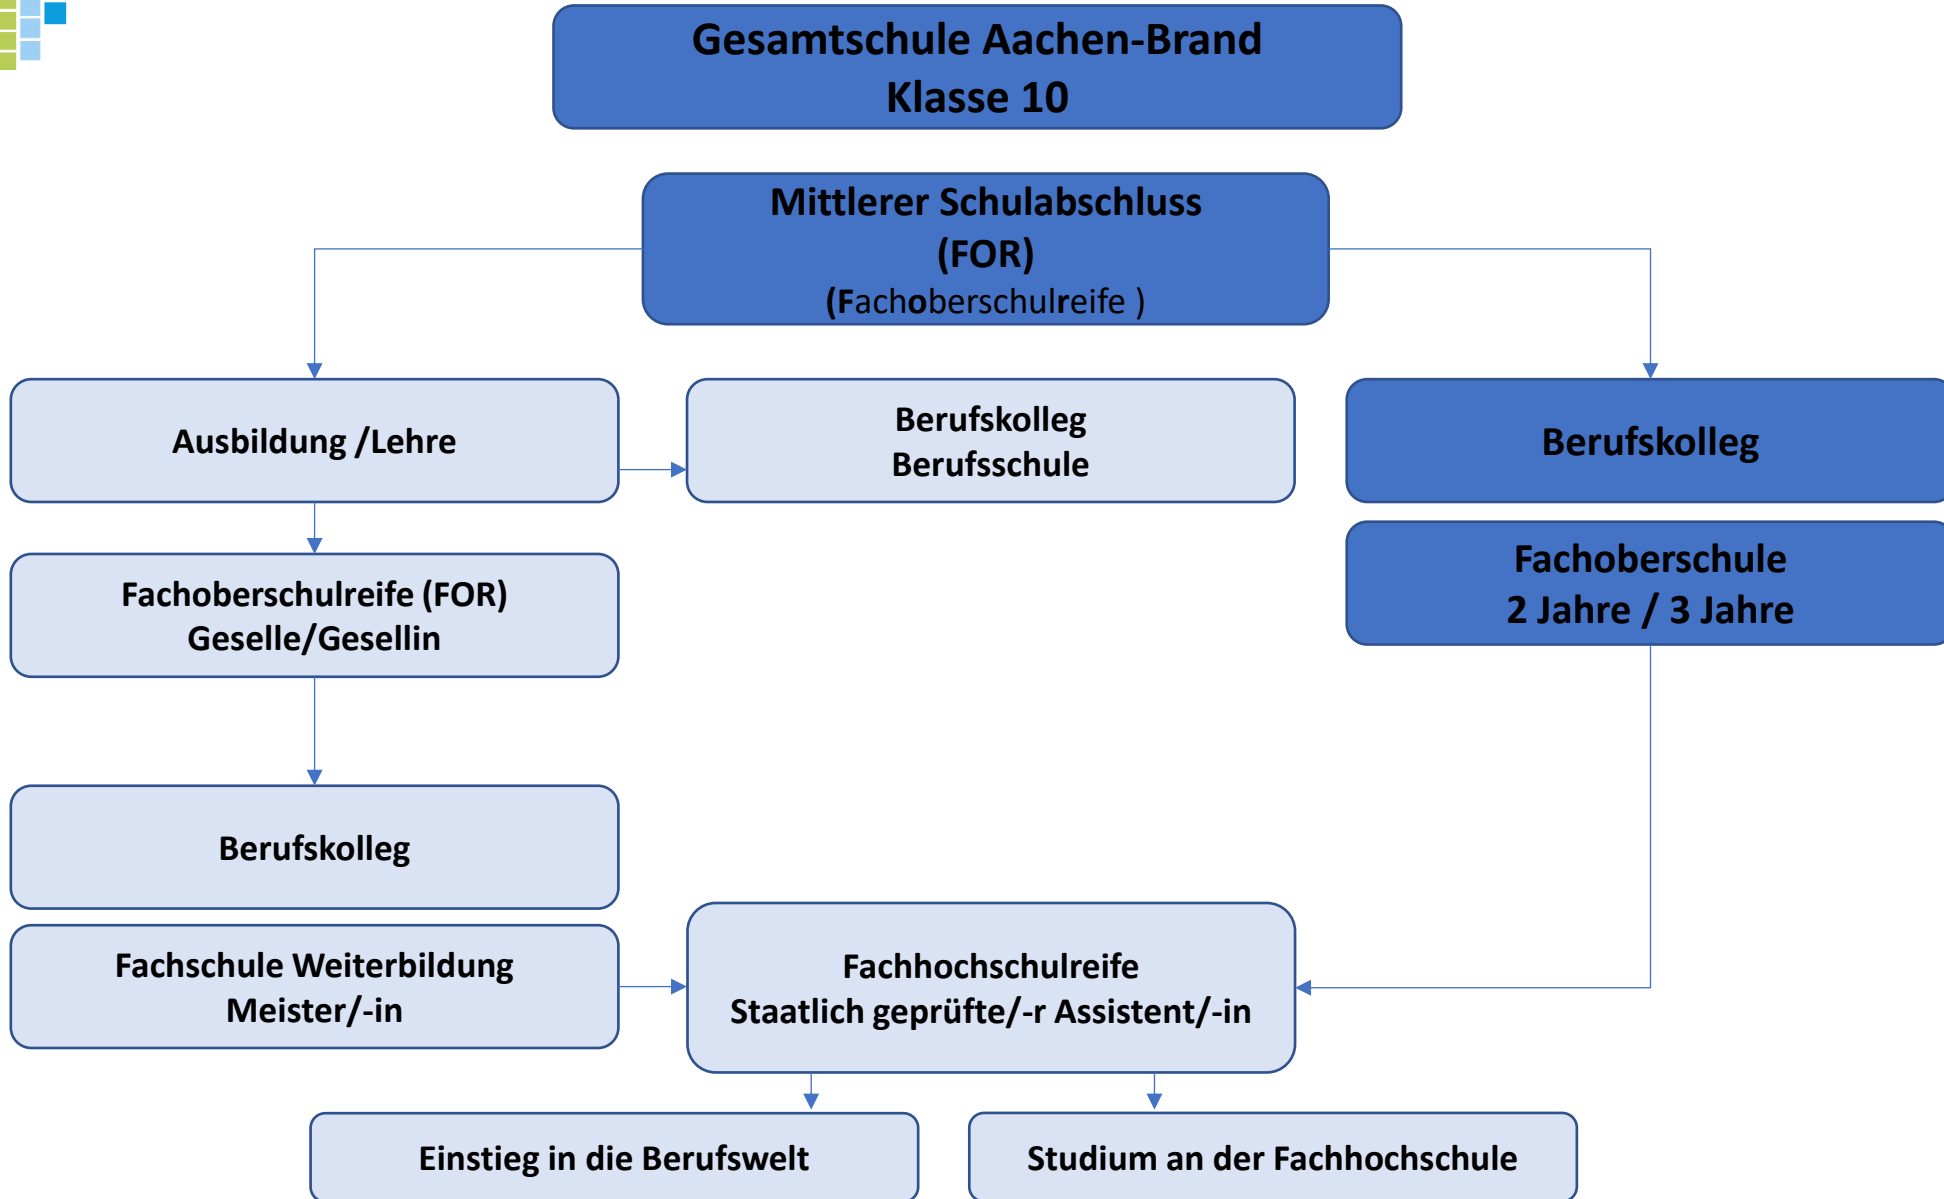 Gesamtschule Aachen-Brand
Klasse 10
Mittlerer Schulabschluss
(FOR)
(Fachoberschulreife )
Ausbildung /Lehre
Berufskolleg
Berufsschule
Berufskolleg
Fachoberschule
2 Jahre / 3 Jahre
Fachoberschulreife (FOR)
Geselle/Gesellin
Berufskolleg
Fachschule Weiterbildung
Meister/-in
Fachhochschulreife
Staatlich geprüfte/-r Assistent/-in
Einstieg in die Berufswelt
Studium an der Fachhochschule